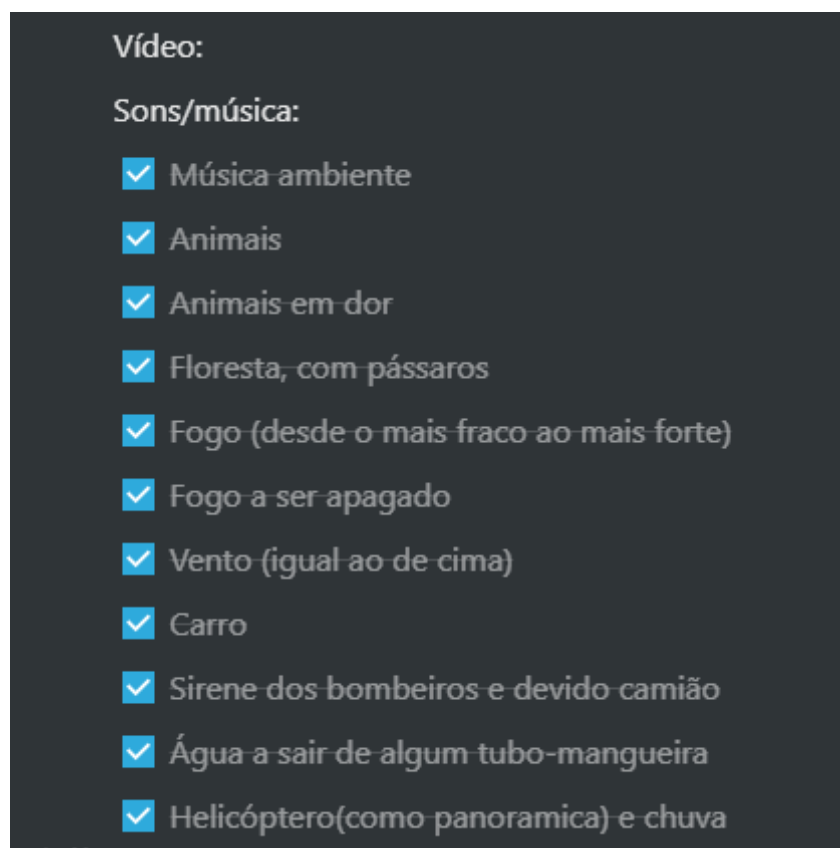 Vídeo:
Sons/música:
Música ambiente
Animais
Animais em dor
Floresta, com pássaros
Fogo (desde o mais fraco ao mais forte)
Fogo a ser apagado
Vento (igual ao de cima)
Carro
Sirene dos bombeiros e devido camião
Água a sair de algum tubo-mangueira
Helicóptero(como panoramica) e chuva